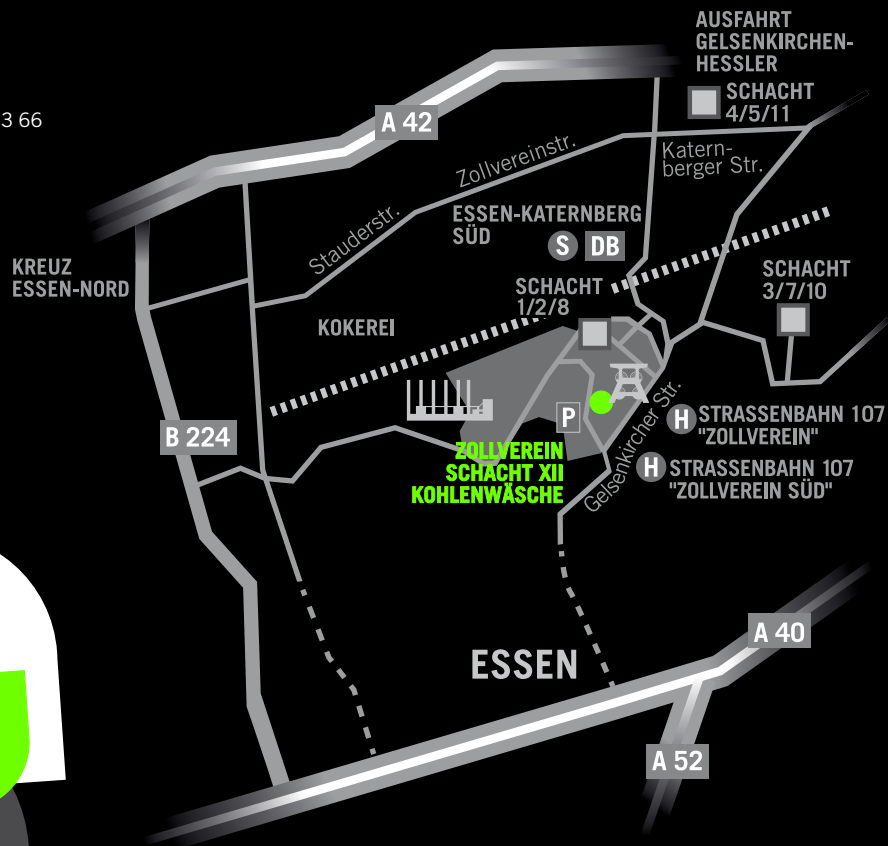 AUSFAHRT
GELSENKIRCHEN-
HESSLER
SCHACHT
4/5/11
3 66
A 42
Zollvereinstr.
Katern-
berger Str.
Stauderstr.
ESSEN-KATERNBERG
SÜD
S DB
KREUZ
ESSEN-NORD
SCHACHT
1/2/8
SCHACHT
3/7/10
KOKEREI
B 224
P
Gelsenkircher Str.
H STRASSENBAHN 107
"ZOLLVEREIN"
ZOLLVEREIN
SCHACHT XII
KOHLENWÄSCHE
H STRASSENBAHN 107
"ZOLLVEREIN SÜD"
A 40
ESSEN
A 52